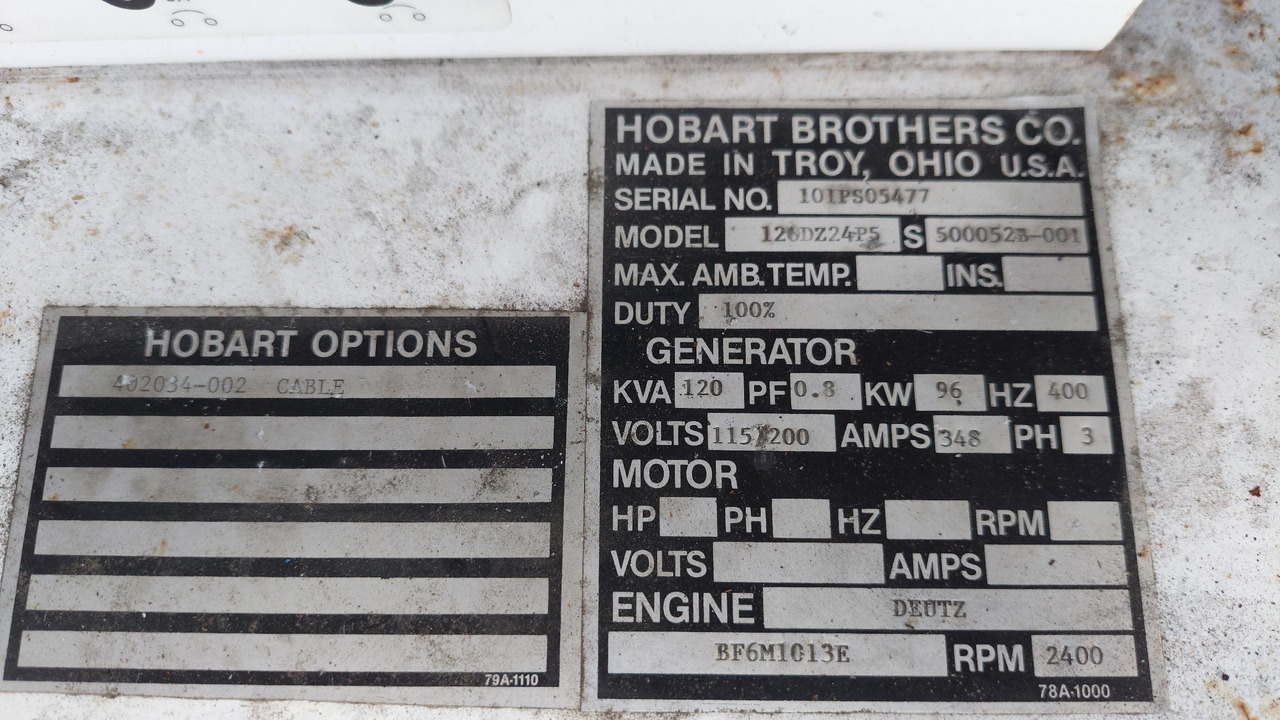 HOBART BROTHERS CO.
MADE IN TROY, OHIO U.S.A.
SERIAL NO. 101PS05477
MODEL 120DZ24P5 S 500052B-001
MAX. AMB. TEMP. INS.
DUTY 100%
GENERATOR
KVA 120 PF 0.8 KW 96 HZ 400
VOLTS 115/200 AMPS 348 PH 3
MOTOR
HP PH HZ RPM
VOLTS AMPS
ENGINE DEUTZ
BF6M1013E RPM 2400
78A-1000
HOBART OPTIONS
402034-002 CABLE
79A-1110